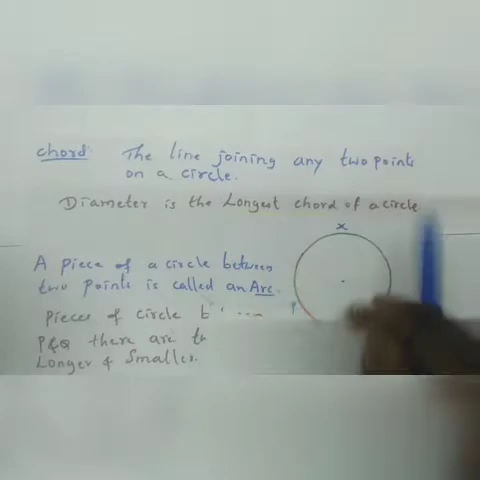 chord: The line joining any two points
on a circle.
Diameter is the Longest chord of a circle
A piece of a circle between
two points is called an Arc.
pieces of circle
P&Q there are
Longer & Smaller.
x
P